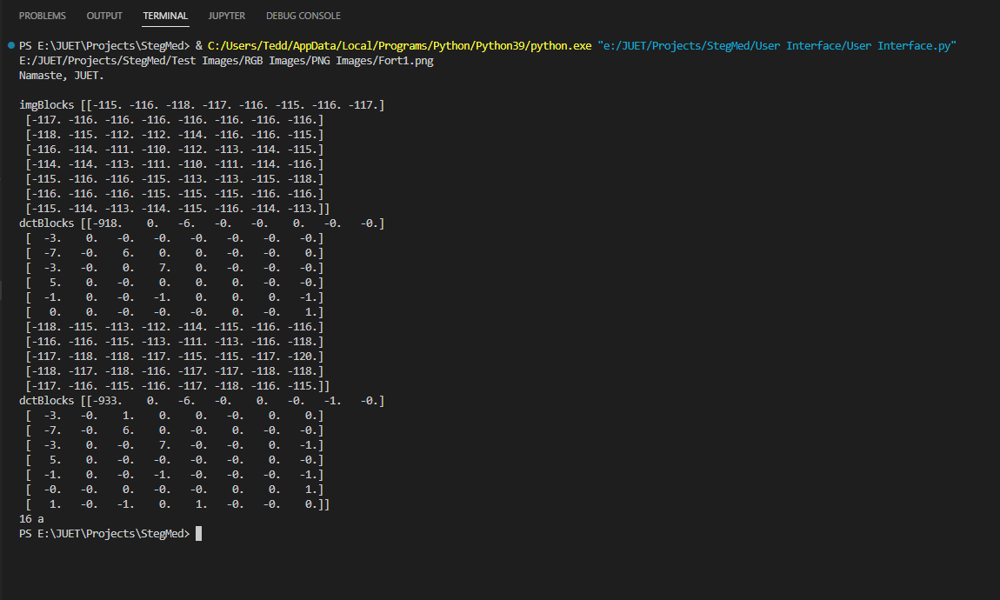 PROBLEMS OUTPUT TERMINAL JUPYTER DEBUG CONSOLE
PS E:\JUET\Projects\StegMed> & C:/Users/Tedd/AppData/Local/Programs/Python/Python39/python.exe "e:/JUET/Projects/StegMed/User Interface/User Interface.py"
E:/JUET/Projects/StegMed/Test Images/RGB Images/PNG Images/Fort1.png
Namaste, JUET.

imgBlocks [[-115. -116. -118. -117. -116. -115. -116. -117.]
 [-117. -116. -116. -116. -116. -116. -116. -116.]
 [-118. -115. -112. -112. -114. -116. -116. -115.]
 [-116. -114. -111. -110. -112. -113. -114. -115.]
 [-114. -114. -113. -111. -110. -111. -114. -116.]
 [-115. -116. -116. -115. -113. -113. -115. -118.]
 [-116. -116. -116. -115. -115. -115. -116. -116.]
 [-115. -114. -113. -114. -115. -116. -114. -113.]]
dctBlocks [[-918.    0.   -6.   -0.   -0.    0.   -0.   -0.]
 [  -3.    0.   -0.   -0.   -0.   -0.   -0.   -0.]
 [  -7.   -0.    6.    0.    0.   -0.   -0.    0.]
 [  -3.   -0.    0.    7.    0.   -0.   -0.   -0.]
 [   5.    0.   -0.    0.    0.    0.   -0.   -0.]
 [  -1.    0.   -0.   -1.    0.    0.    0.   -1.]
 [   0.    0.   -0.   -0.   -0.    0.   -0.    1.]
 [-118. -115. -113. -112. -114. -115. -116. -116.]
 [-116. -116. -115. -113. -111. -113. -116. -118.]
 [-117. -118. -118. -117. -115. -115. -117. -120.]
 [-118. -117. -118. -116. -117. -117. -118. -118.]
 [-117. -116. -115. -116. -117. -118. -116. -115.]]
dctBlocks [[-933.    0.   -6.   -0.    0.   -0.   -1.   -0.]
 [  -3.   -0.    1.    0.    0.   -0.    0.    0.]
 [  -7.   -0.    6.    0.   -0.   -0.    0.   -0.]
 [  -3.    0.   -0.    7.   -0.   -0.    0.   -1.]
 [   5.    0.   -0.   -0.   -0.   -0.    0.   -0.]
 [  -1.    0.   -0.   -1.   -0.   -0.    0.   -1.]
 [  -0.   -0.    0.   -0.   -0.    0.    0.    1.]
 [   1.   -0.   -1.    0.    1.   -0.   -0.    0.]]
16 a
PS E:\JUET\Projects\StegMed>